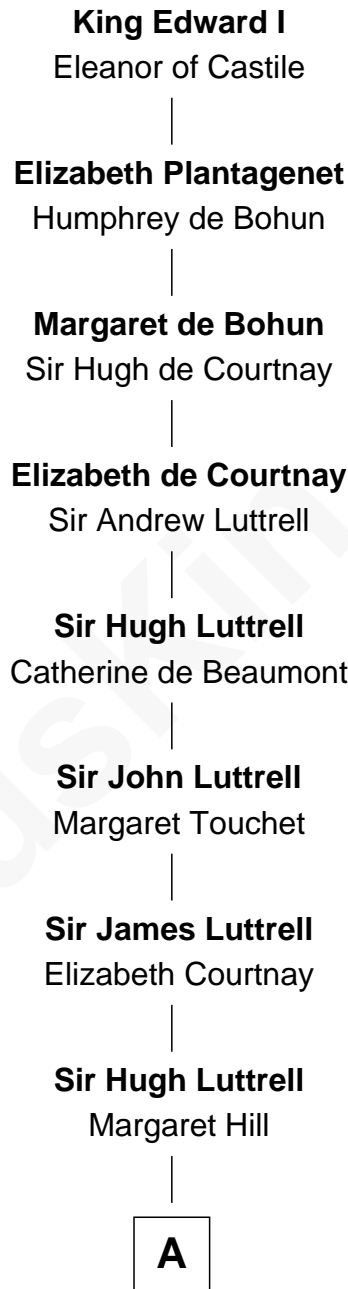 King Edward I
Eleanor of Castile
Elizabeth Plantagenet
Humphrey de Bohun
Margaret de Bohun
Sir Hugh de Courtnay
Elizabeth de Courtnay
Sir Andrew Luttrell
Sir Hugh Luttrell
Catherine de Beaumont
Sir John Luttrell
Margaret Touchet
Sir James Luttrell
Elizabeth Courtnay
Sir Hugh Luttrell
Margaret Hill
A